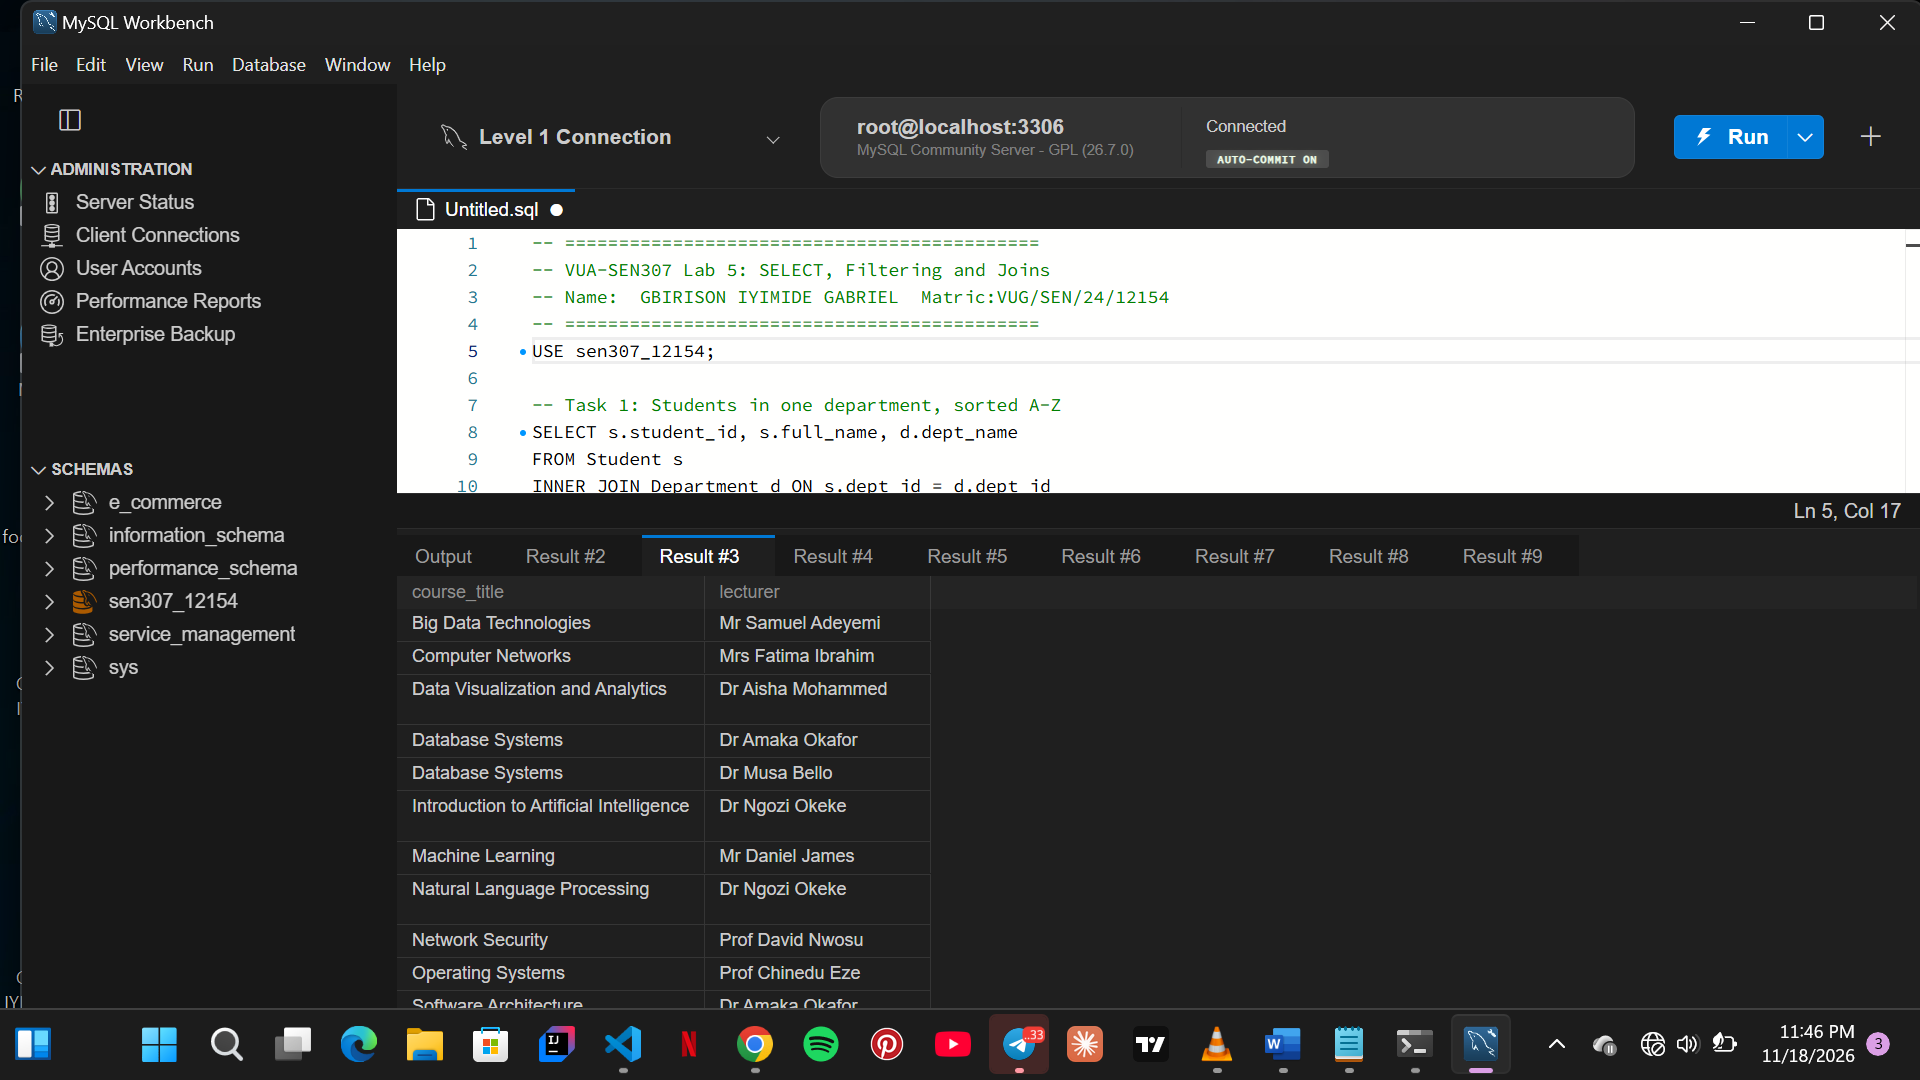 MySQL Workbench
File Edit View Run Database Window Help
ADMINISTRATION
Server Status
Client Connections
User Accounts
Performance Reports
Enterprise Backup
SCHEMAS
e_commerce
information_schema
performance_schema
sen307_12154
service_management
sys
Level 1 Connection
root@localhost:3306
MySQL Community Server - GPL (26.7.0)
Connected
AUTO-COMMIT ON
Run
Untitled.sql
1 -- ============================================
2 -- VUA-SEN307 Lab 5: SELECT, Filtering and Joins
3 -- Name: GBIRISON IYIMIDE GABRIEL Matric:VUG/SEN/24/12154
4 -- ============================================
5 USE sen307_12154;
6
7 -- Task 1: Students in one department, sorted A-Z
8 SELECT s.student_id, s.full_name, d.dept_name
9 FROM Student s
10 INNER JOIN Department d ON s.dept_id = d.dept_id
Ln 5, Col 17
Output Result #2 Result #3 Result #4 Result #5 Result #6 Result #7 Result #8 Result #9
course_title lecturer
Big Data Technologies Mr Samuel Adeyemi
Computer Networks Mrs Fatima Ibrahim
Data Visualization and Analytics Dr Aisha Mohammed
Database Systems Dr Amaka Okafor
Database Systems Dr Musa Bello
Introduction to Artificial Intelligence Dr Ngozi Okeke
Machine Learning Mr Daniel James
Natural Language Processing Dr Ngozi Okeke
Network Security Prof David Nwosu
Operating Systems Prof Chinedu Eze
Software Architecture Dr Amaka Okafor
33
11:46 PM
11/18/2026
3